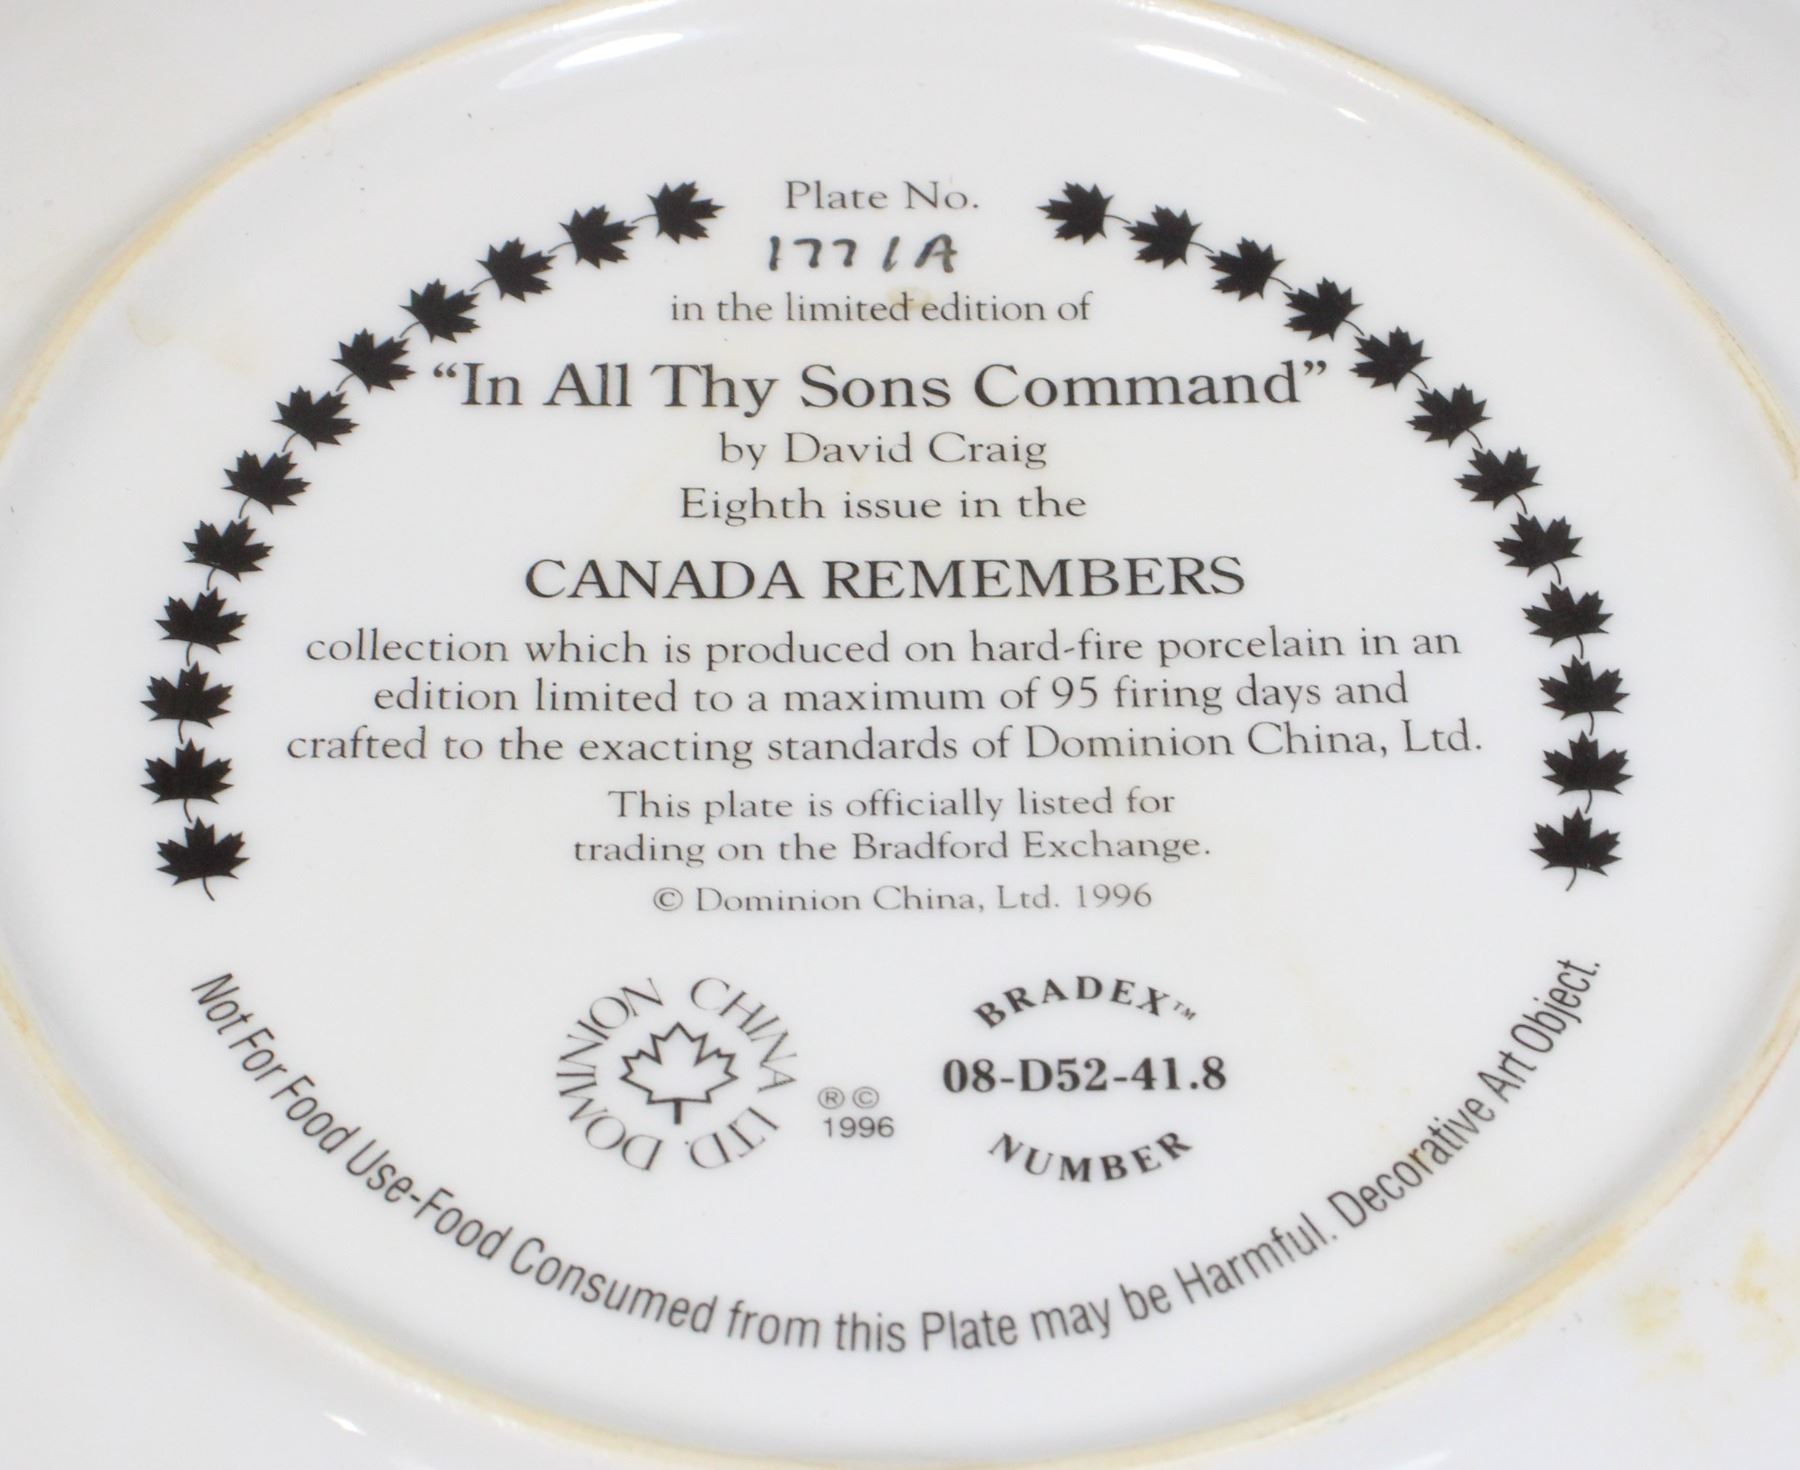 Plate No.
1771A
in the limited edition of
“In All Thy Sons Command”
by David Craig
Eighth issue in the
CANADA REMEMBERS
collection which is produced on hard-fire porcelain in an
edition limited to a maximum of 95 firing days and
crafted to the exacting standards of Dominion China, Ltd.
This plate is officially listed for
trading on the Bradford Exchange.
© Dominion China, Ltd. 1996
DOMINION CHINA LTD.
® ©
1996
BRADEX™
08-D52-41.8
NUMBER
Not For Food Use-Food Consumed from this Plate may be Harmful. Decorative Art Object.